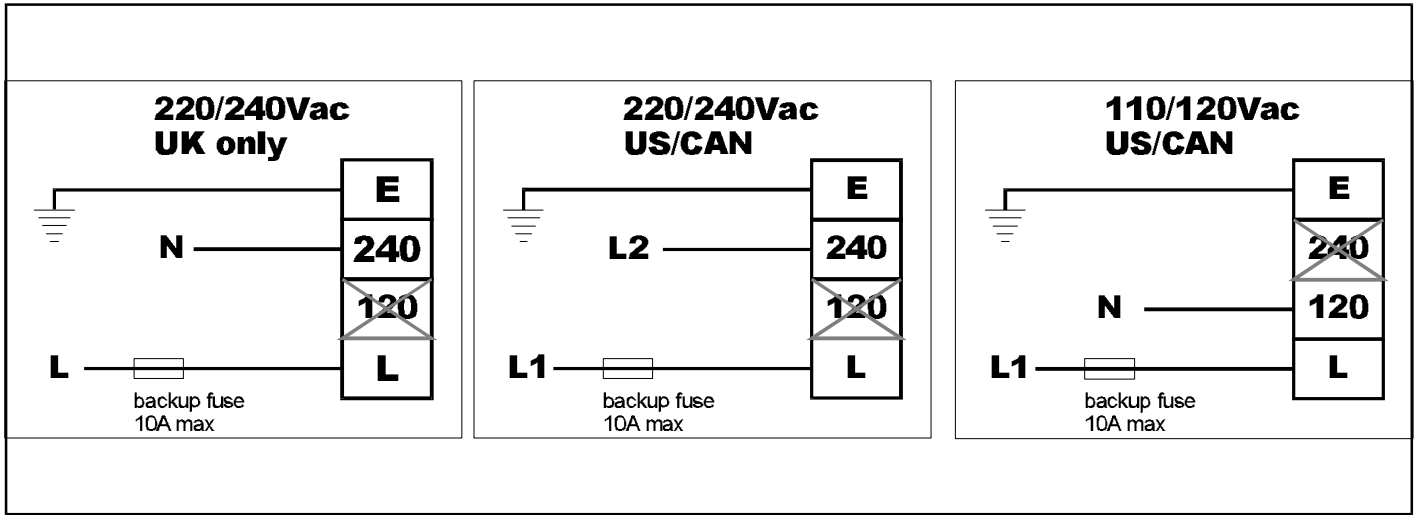 220/240Vac
UK only
E
N
240
120
L
L
backup fuse
10A max
220/240Vac
US/CAN
E
L2
240
120
L1
L
backup fuse
10A max
110/120Vac
US/CAN
E
240
N
120
L1
L
backup fuse
10A max